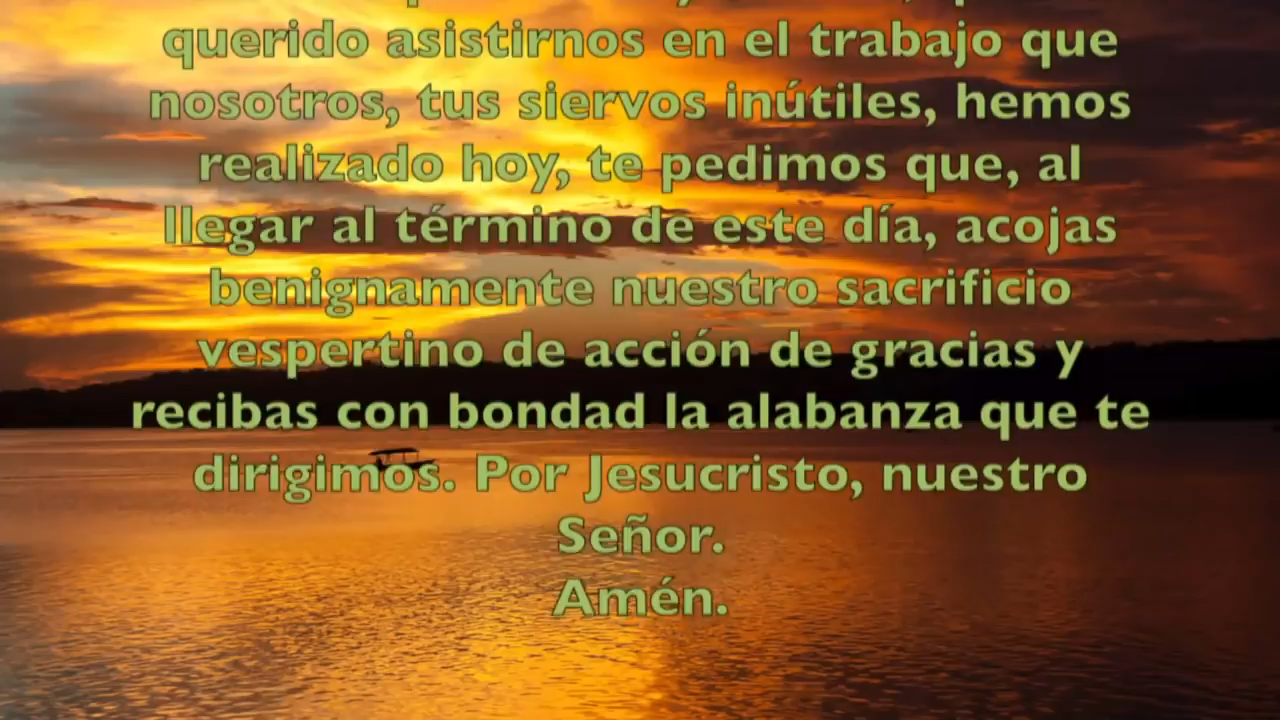 querido asistirnos en el trabajo que
nosotros, tus siervos inútiles, hemos
realizado hoy, te pedimos que, al
llegar al término de este día, acojas
benignamente nuestro sacrificio
vespertino de acción de gracias y
recibas con bondad la alabanza que te
dirigimos. Por Jesucristo, nuestro
Señor.
Amén.